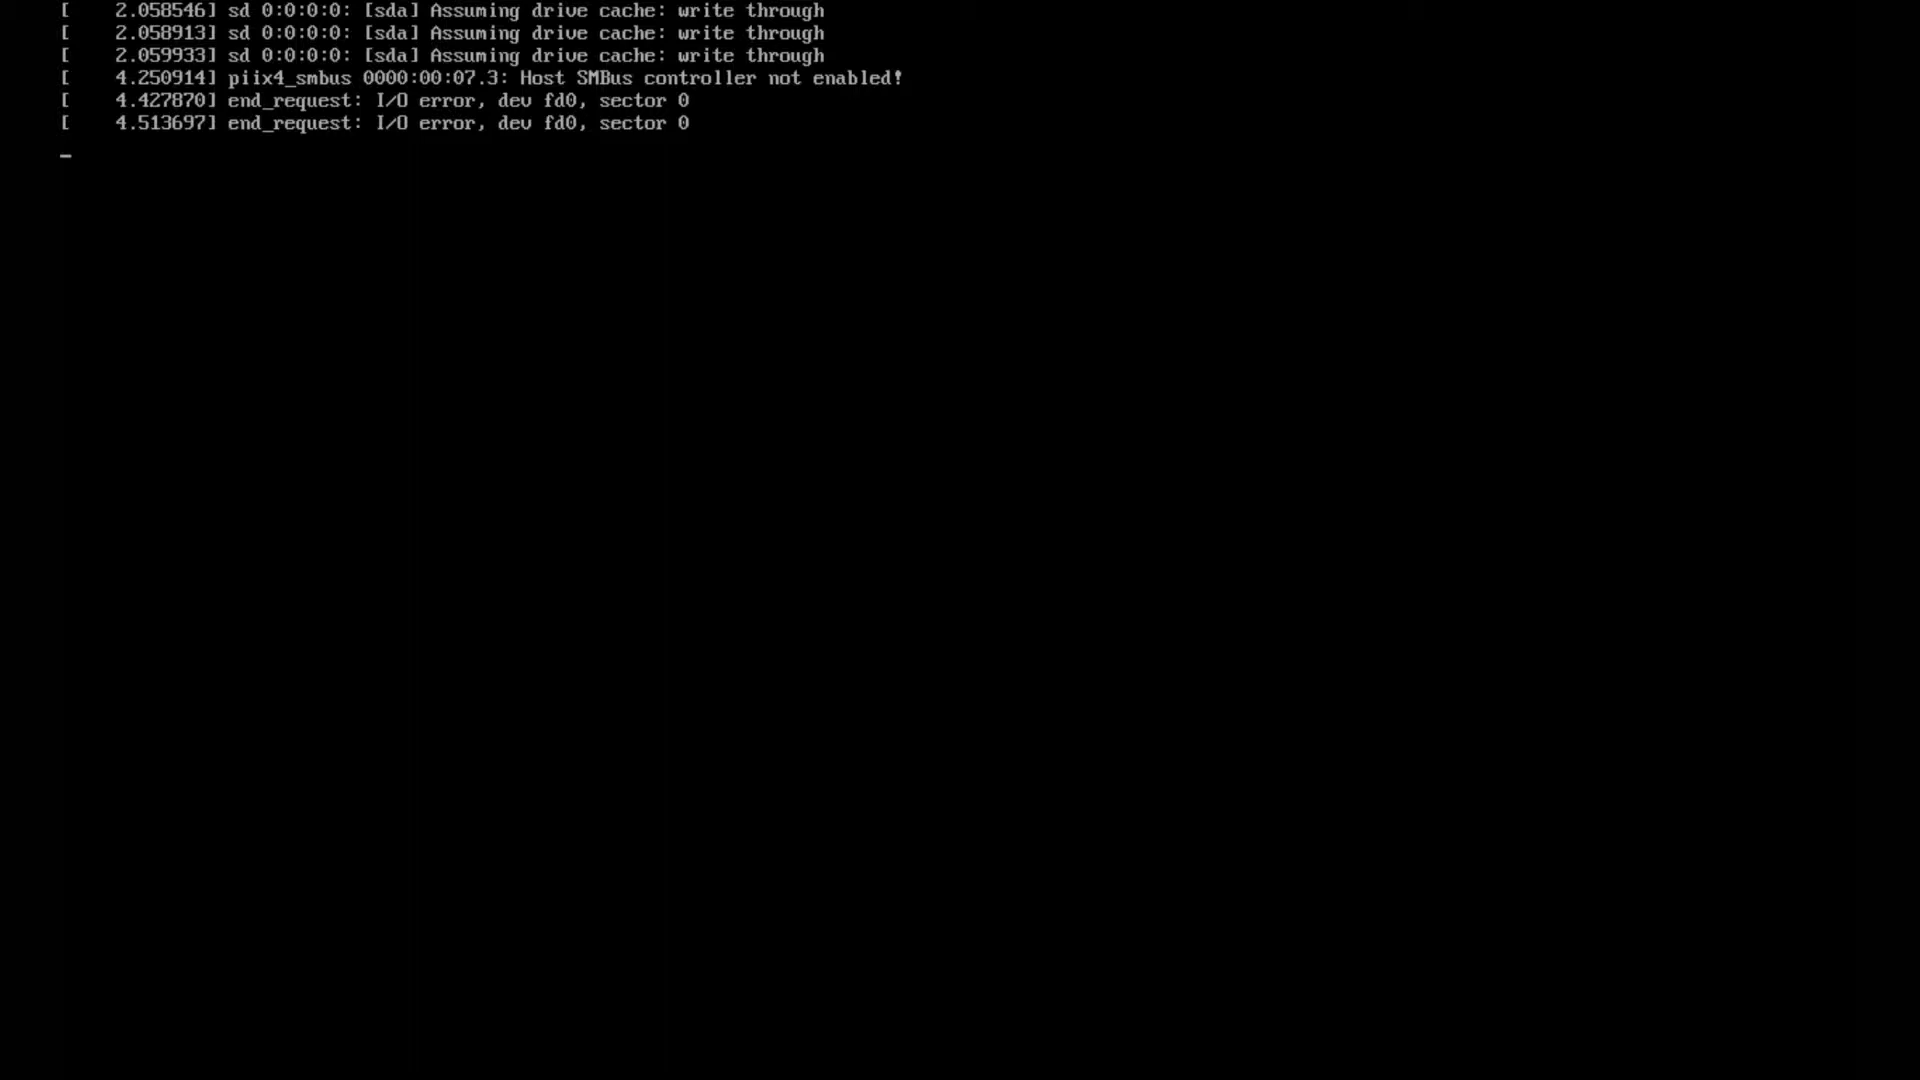 [    2.058546] sd 0:0:0:0: [sda] Assuming drive cache: write through
[    2.058913] sd 0:0:0:0: [sda] Assuming drive cache: write through
[    2.059933] sd 0:0:0:0: [sda] Assuming drive cache: write through
[    4.250914] piix4_smbus 0000:00:07.3: Host SMBus controller not enabled!
[    4.427870] end_request: I/O error, dev fd0, sector 0
[    4.513697] end_request: I/O error, dev fd0, sector 0
_